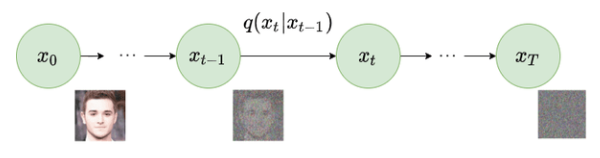 q(x_t|x_{t-1})
x_0 ... x_{t-1} x_t ... x_T